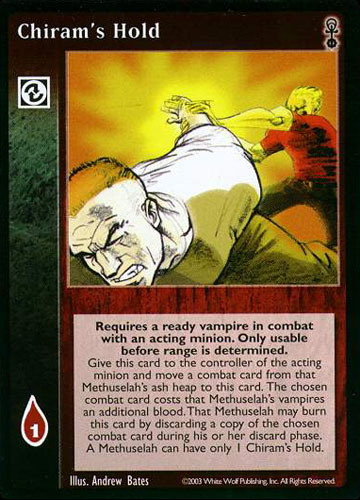 Chiram's Hold
Requires a ready vampire in combat
with an acting minion. Only usable
before range is determined.
Give this card to the controller of the acting
minion and move a combat card from that
Methuselah's ash heap to this card. The chosen
combat card costs that Methuselah's vampires
an additional blood. That Methuselah may burn
this card by discarding a copy of the chosen
combat card during his or her discard phase.
A Methuselah can have only 1 Chiram's Hold.
1
Illus. Andrew Bates
©2003 White Wolf Publishing, Inc. All Rights Reserved.